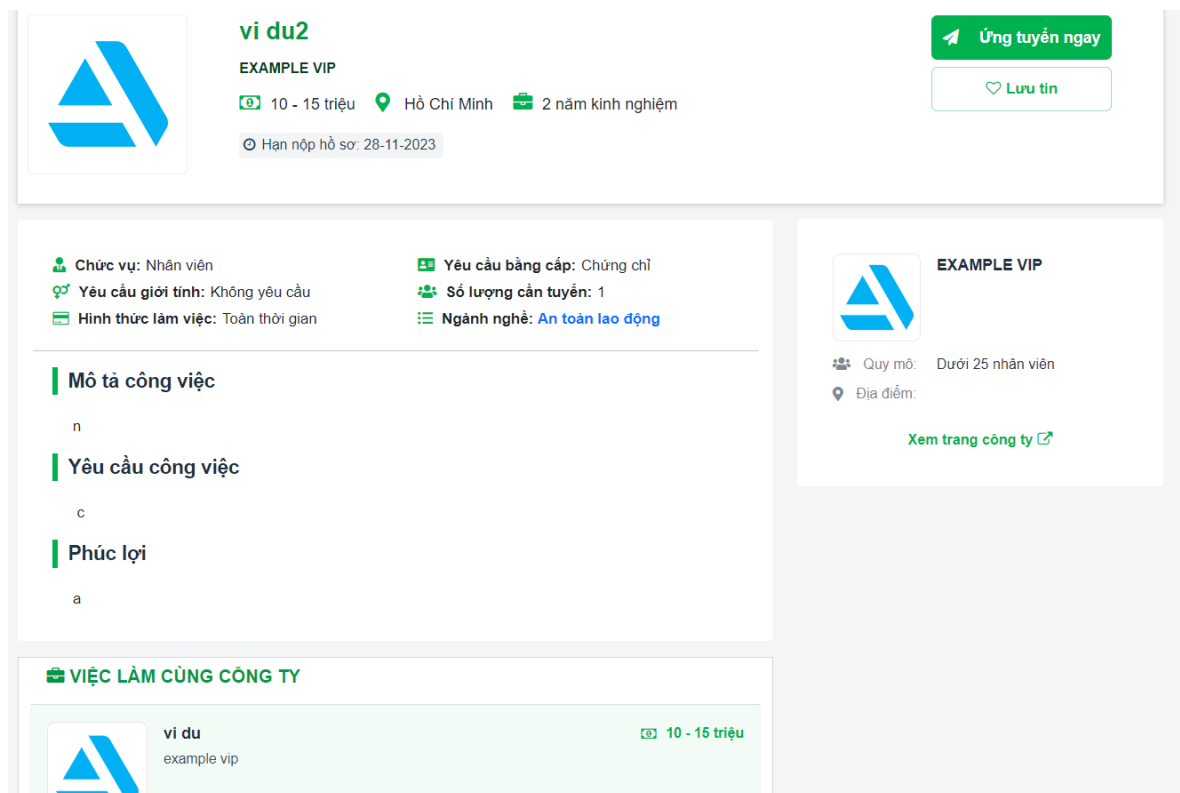 vi du2
EXAMPLE VIP
10 - 15 triệu Hồ Chí Minh 2 năm kinh nghiệm
Hạn nộp hồ sơ: 28-11-2023
Ứng tuyển ngay
Lưu tin
Chức vụ: Nhân viên
Yêu cầu bằng cấp: Chứng chỉ
Yêu cầu giới tính: Không yêu cầu
Số lượng cần tuyển: 1
Hình thức làm việc: Toàn thời gian
Ngành nghề: An toàn lao động
Mô tả công việc
n
Yêu cầu công việc
c
Phúc lợi
a
EXAMPLE VIP
Quy mô: Dưới 25 nhân viên
Địa điểm:
Xem trang công ty
VIỆC LÀM CÙNG CÔNG TY
vi du
10 - 15 triệu
example vip